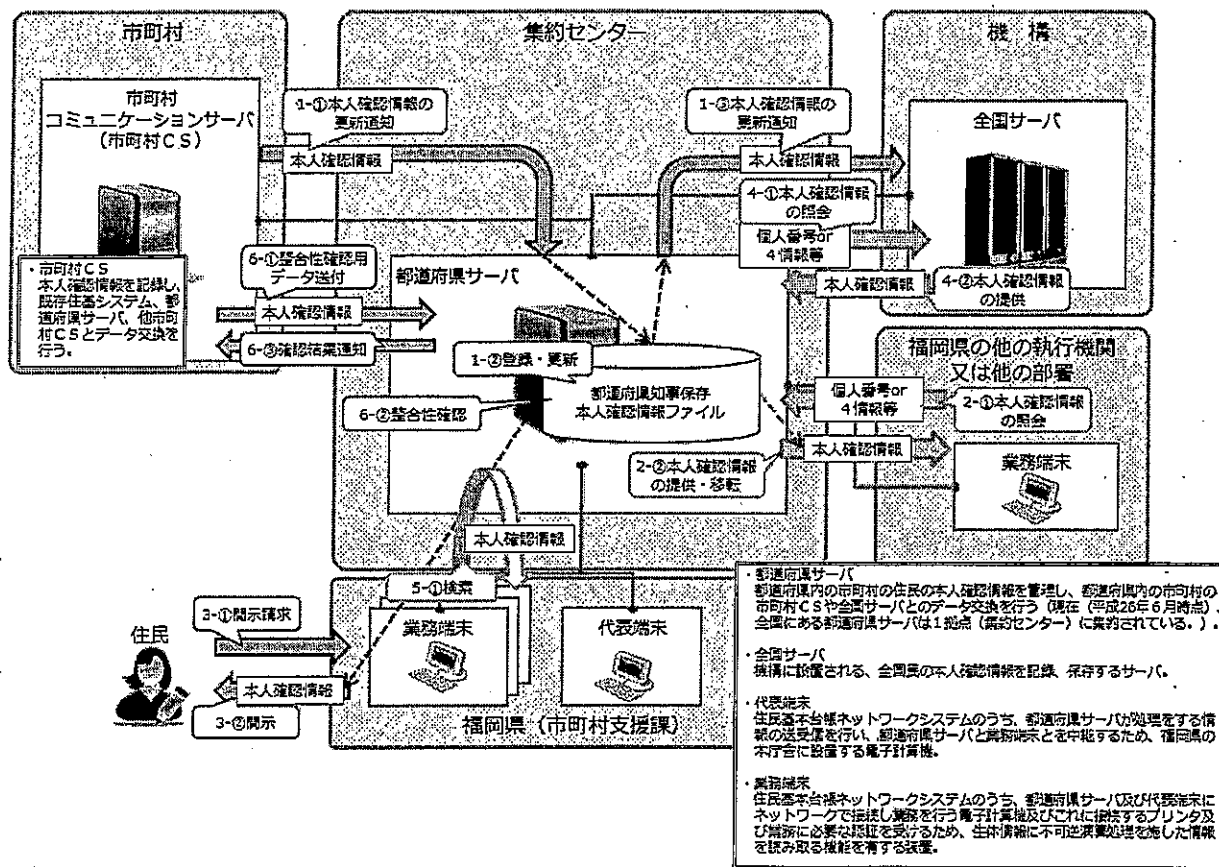 市町村
集約センター
機 構
市町村
コミュニケーションサーバ
(市町村CS)
1-①本人確認情報の
更新通知
本人確認情報
1-③本人確認情報の
更新通知
本人確認情報
全国サーバ
4-①本人確認情報
の照会
個人番号or
4情報等
本人確認情報
4-②本人確認情報
の提供
・市町村CS
本人確認情報を記録し、
既存住基システム、都
道府県サーバ、他市町
村CSとデータ交換を
行う。
6-①整合性確認用
データ送付
本人確認情報
6-③確認結果通知
都道府県サーバ
1-②登録・更新
都道府県知事保存
本人確認情報ファイル
6-②整合性確認
福岡県の他の執行機関
又は他の部署
個人番号or
4情報等
2-①本人確認情報
の照会
本人確認情報
2-②本人確認情報
の提供・移転
業務端末
本人確認情報
5-①検索
業務端末
代表端末
福岡県(市町村支援課)
住民
3-①開示請求
本人確認情報
3-②開示
・都道府県サーバ
都道府県内の市町村の住民の本人確認情報を管理し、都道府県内の市町村の
市町村CSや全国サーバとのデータ交換を行う(現在(平成26年6月時点)、
全国にある都道府県サーバは1拠点(集約センター)に集約されている。)。
・全国サーバ
機構に設置される、全国民の本人確認情報を記録、保存するサーバ。
・代表端末
住民基本台帳ネットワークシステムのうち、都道府県サーバが処理をする情
報の送受信を行い、都道府県サーバと業務端末とを中継するため、福岡県の
本庁舎に設置する電子計算機。
・業務端末
住民基本台帳ネットワークシステムのうち、都道府県サーバ及び代表端末に
ネットワークで接続し業務を行う電子計算機及びこれに接続するプリンタ及
び業務に必要な認証を受けるため、生体情報に不可逆演算処理を施した情報
を読み取る機能を有する装置。